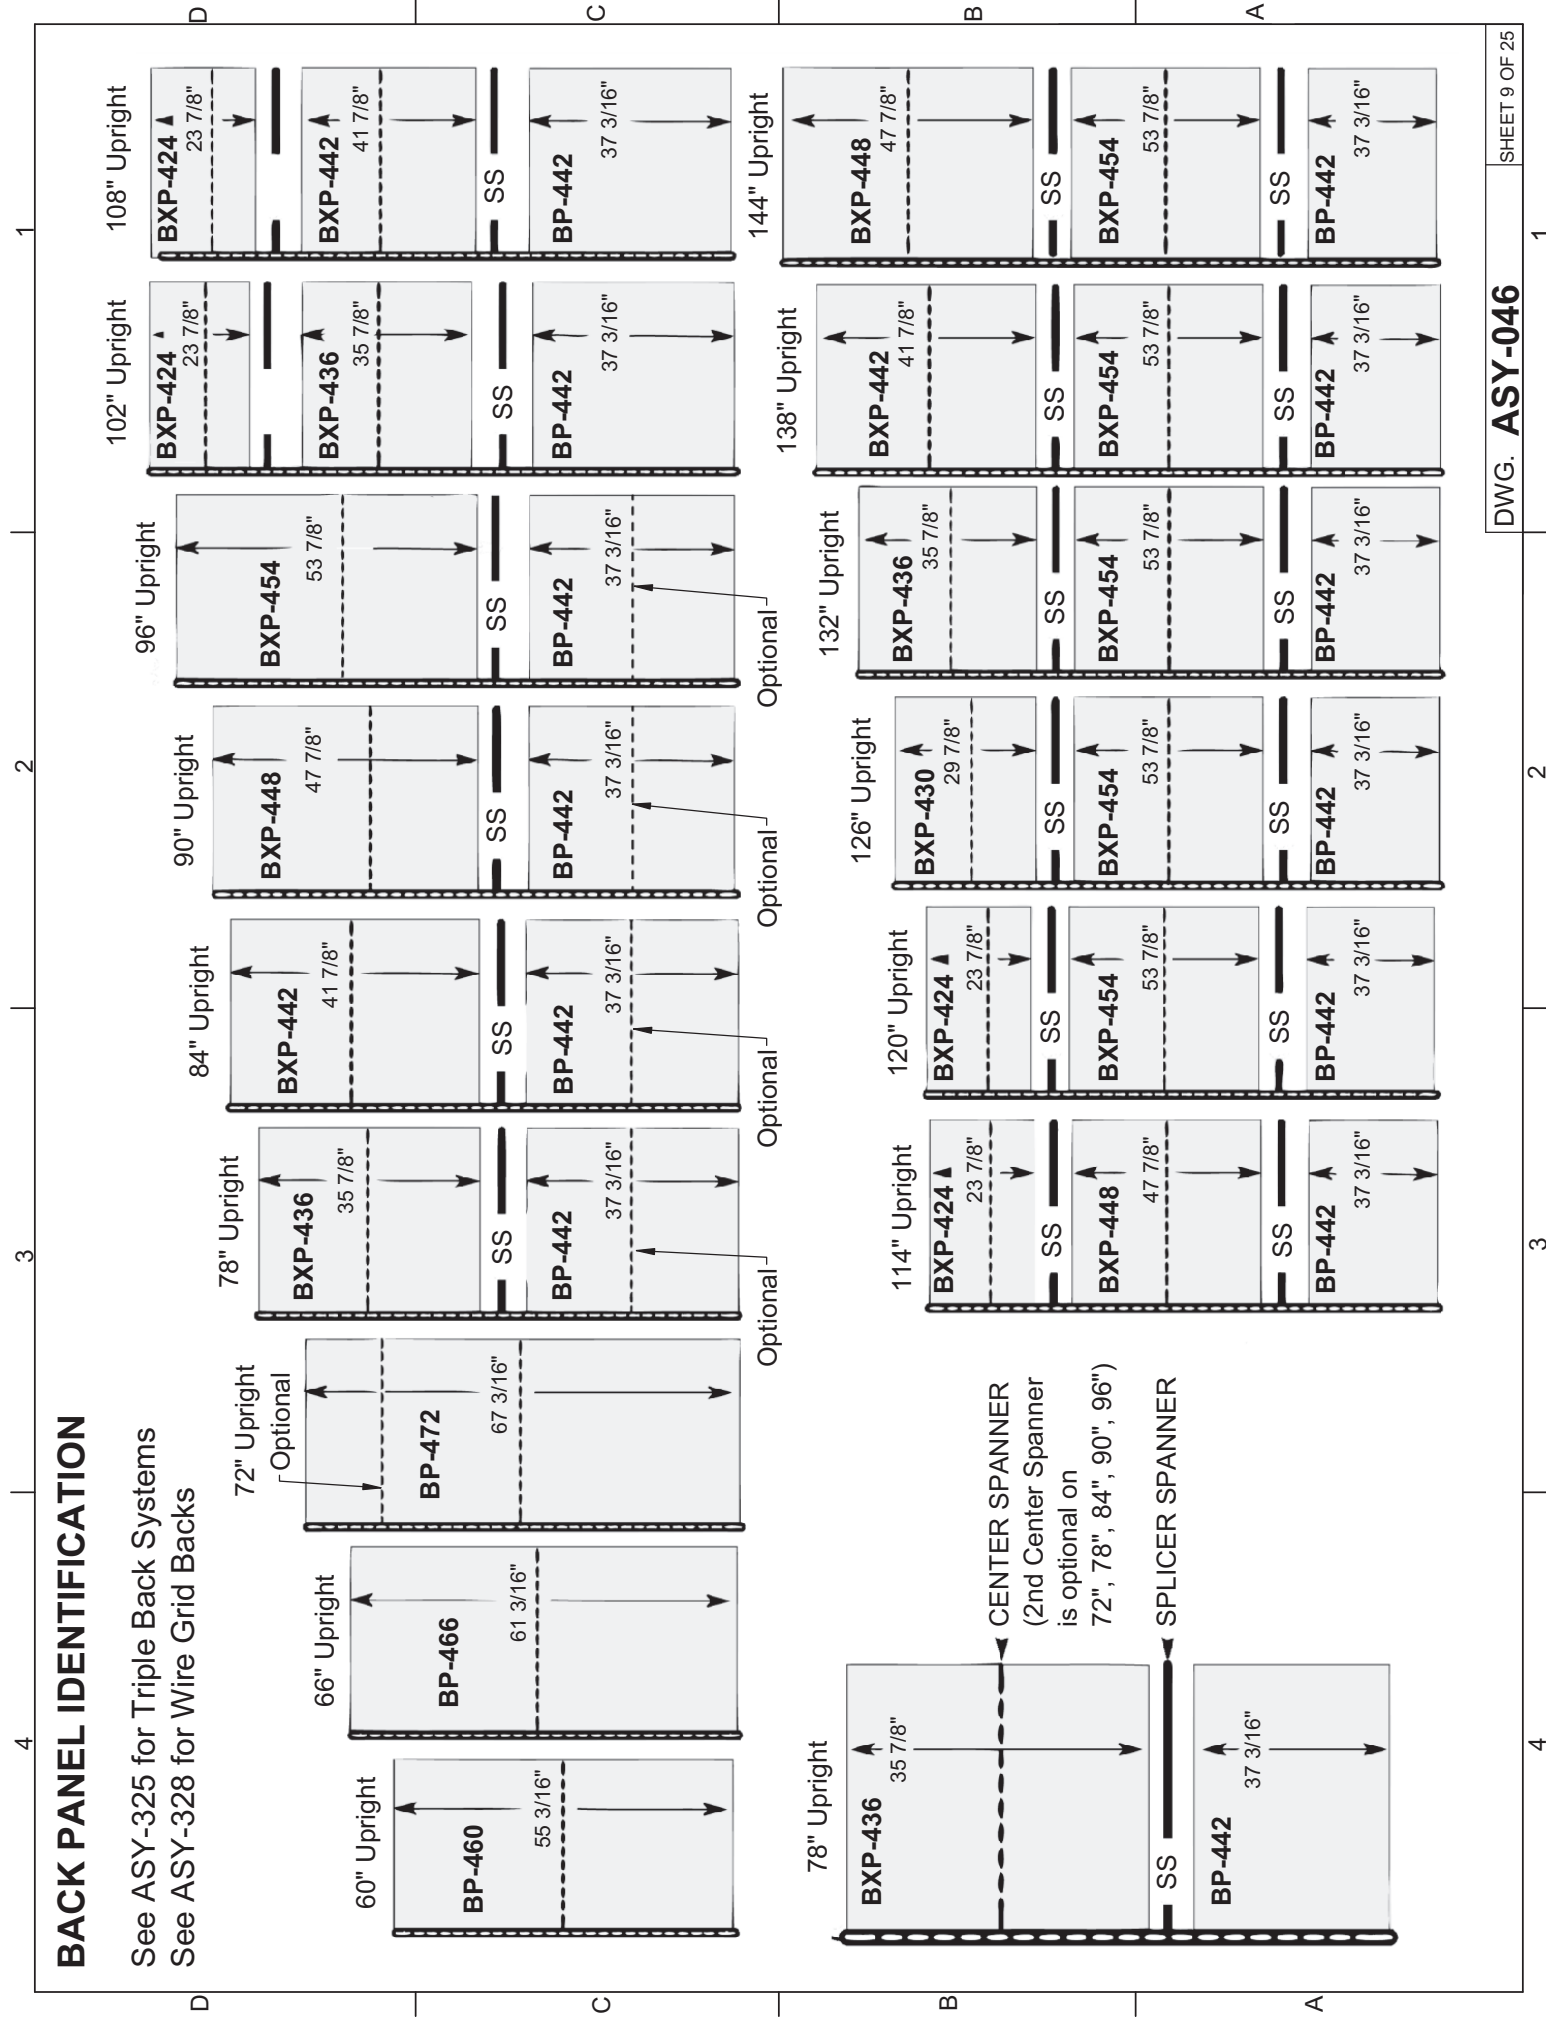 BACK PANEL IDENTIFICATION
See ASY-325 for Triple Back Systems
See ASY-328 for Wire Grid Backs
4
3
2
1
D
C
B
A
60" Upright
BP-460
55 3/16"
66" Upright
BP-466
61 3/16"
72" Upright
Optional
BP-472
67 3/16"
78" Upright
BXP-436
35 7/8"
SS
BP-442
37 3/16"
Optional
84" Upright
BXP-442
41 7/8"
SS
BP-442
37 3/16"
Optional
90" Upright
BXP-448
47 7/8"
SS
BP-442
37 3/16"
Optional
96" Upright
BXP-454
53 7/8"
SS
BP-442
37 3/16"
Optional
102" Upright
BXP-424
23 7/8"
BXP-436
35 7/8"
SS
BP-442
37 3/16"
108" Upright
BXP-424
23 7/8"
BXP-442
41 7/8"
SS
BP-442
37 3/16"
78" Upright
BXP-436
35 7/8"
SS
BP-442
37 3/16"
CENTER SPANNER
(2nd Center Spanner
is optional on
72", 78", 84", 90", 96")
SPLICER SPANNER
114" Upright
BXP-424
23 7/8"
SS
BXP-448
47 7/8"
SS
BP-442
37 3/16"
120" Upright
BXP-424
23 7/8"
SS
BXP-454
53 7/8"
SS
BP-442
37 3/16"
126" Upright
BXP-430
29 7/8"
SS
BXP-454
53 7/8"
SS
BP-442
37 3/16"
132" Upright
BXP-436
35 7/8"
SS
BXP-454
53 7/8"
SS
BP-442
37 3/16"
138" Upright
BXP-442
41 7/8"
SS
BXP-454
53 7/8"
SS
BP-442
37 3/16"
144" Upright
BXP-448
47 7/8"
SS
BXP-454
53 7/8"
SS
BP-442
37 3/16"
D
C
B
A
DWG. ASY-046
SHEET 9 OF 25
4
3
2
1